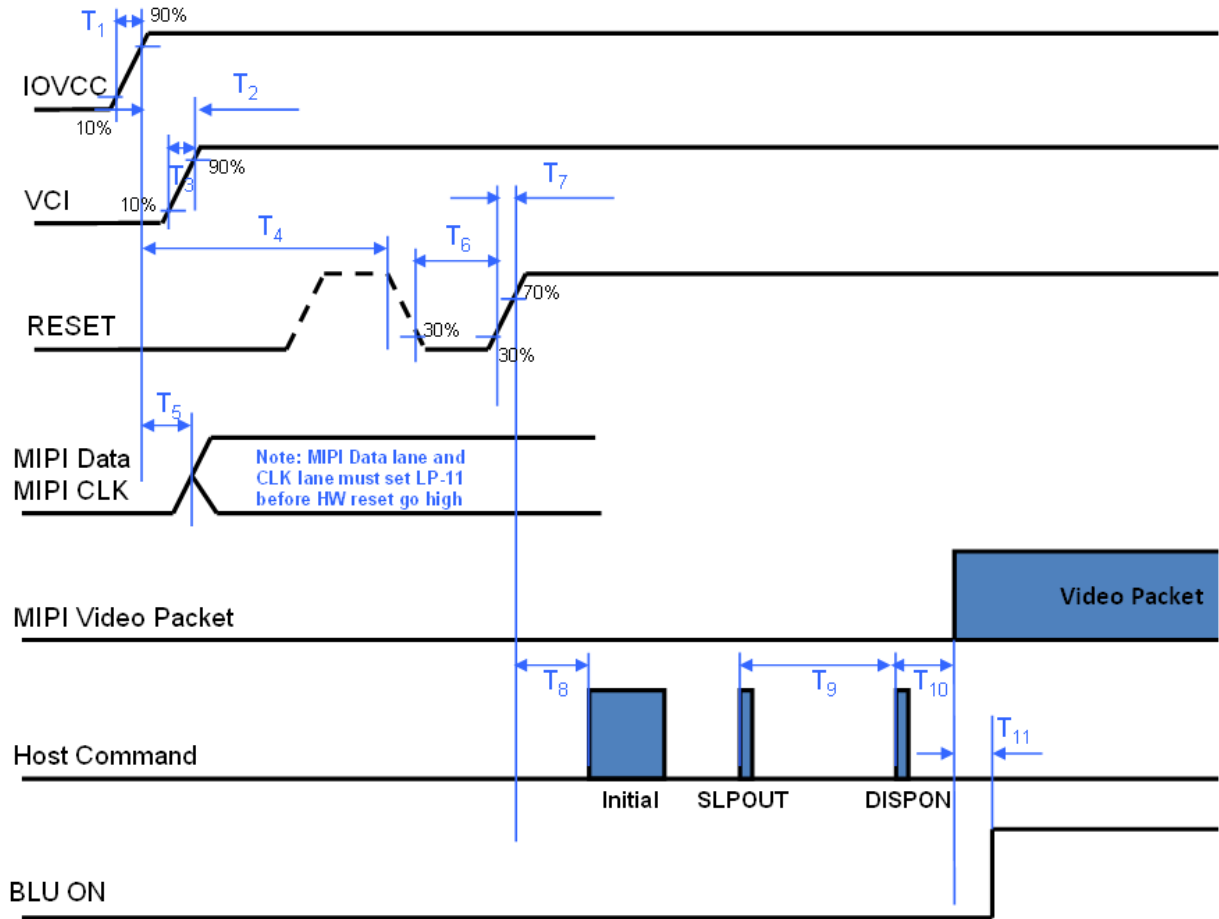 T1
90%
IOVCC
10%
T2
VCI
10%
T3
90%
T4
T6
T7
RESET
30%
30%
70%
T5
MIPI Data
MIPI CLK
Note: MIPI Data lane and
CLK lane must set LP-11
before HW reset go high
MIPI Video Packet
Video Packet
T8
T9
T10
Host Command
T11
Initial
SLPOUT
DISPON
BLU ON